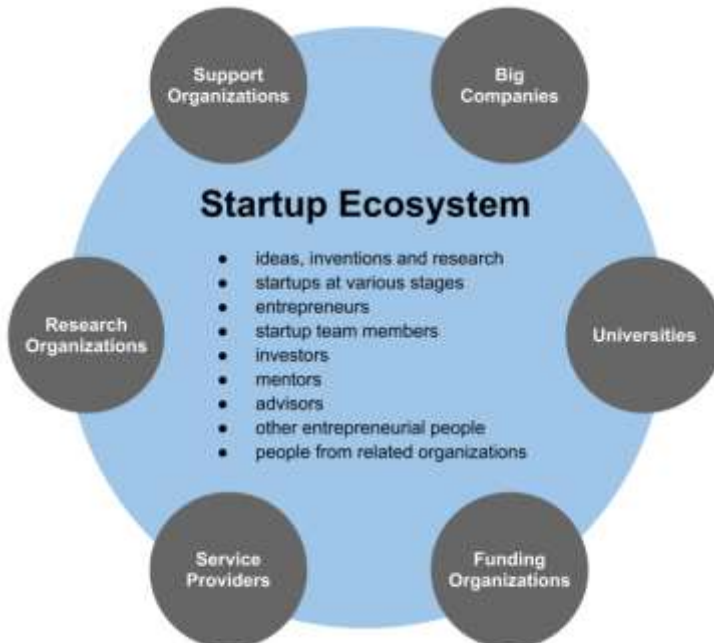 Support
Organizations
Big
Companies
Startup Ecosystem
● ideas, inventions and research
● startups at various stages
● entrepreneurs
● startup team members
● investors
● mentors
● advisors
● other entrepreneurial people
● people from related organizations
Research
Organizations
Universities
Service
Providers
Funding
Organizations